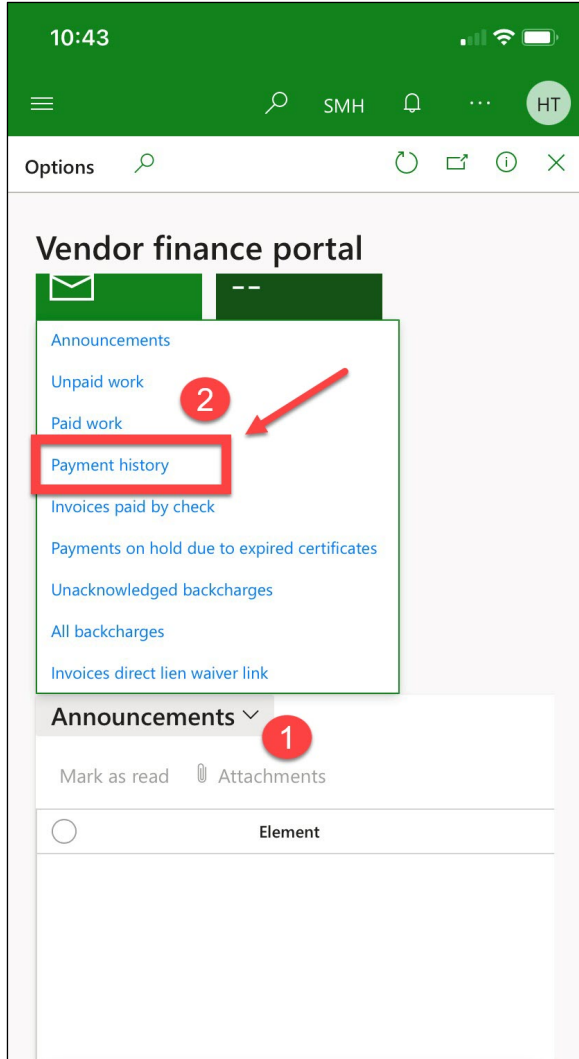 10:43
SMH
HT
Options
Vendor finance portal
Announcements
Unpaid work
2
Paid work
Payment history
Invoices paid by check
Payments on hold due to expired certificates
Unacknowledged backcharges
All backcharges
Invoices direct lien waiver link
Announcements
1
Mark as read Attachments
Element